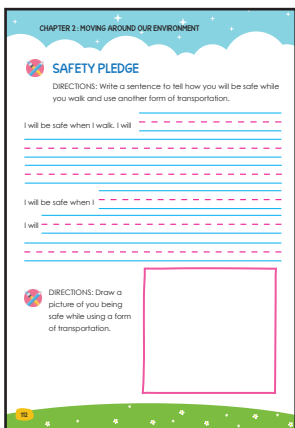 CHAPTER 2: MOVING AROUND OUR ENVIRONMENT
SAFETY PLEDGE
DIRECTIONS: Write a sentence to tell how you will be safe while
you walk and use another form of transportation.
I will be safe when I walk. I will
I will be safe when I
I will
DIRECTIONS: Draw a
picture of you being
safe while using a form
of transportation.
112